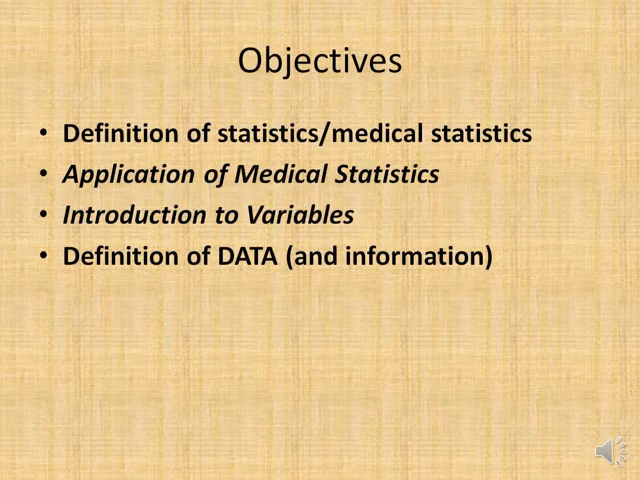 Objectives
• Definition of statistics/medical statistics
• Application of Medical Statistics
• Introduction to Variables
• Definition of DATA (and information)